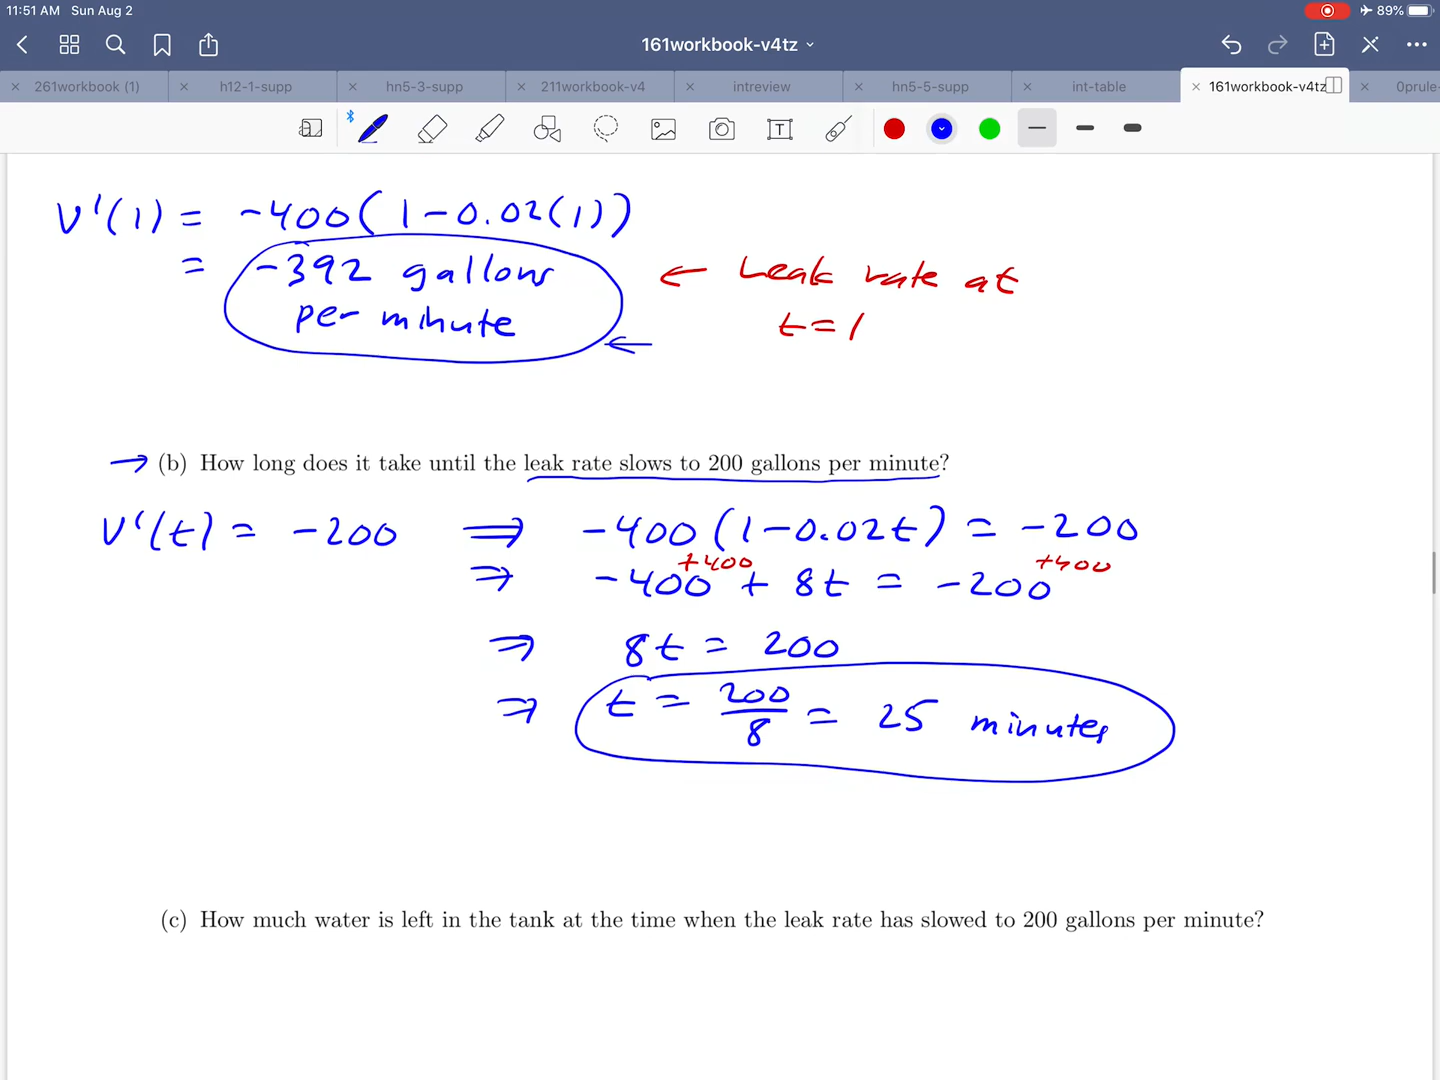 11:51 AM Sun Aug 2
89%
161workbook-v4tz
261workbook (1)
h12-1-supp
hn5-3-supp
211workbook-v4
intreview
hn5-5-supp
int-table
161workbook-v4tz
0prule-
T
V'(1) = -400(1-0.02(1))
= -392 gallons
per minute
← Leak rate at
t=1
←
→ (b) How long does it take until the leak rate slows to 200 gallons per minute?
V'(t) = -200 ⇒ -400(1-0.02t) = -200
+400 +400
⇒ -400 + 8t = -200
⇒ 8t = 200
⇒ t = 200/8 = 25 minutes
(c) How much water is left in the tank at the time when the leak rate has slowed to 200 gallons per minute?